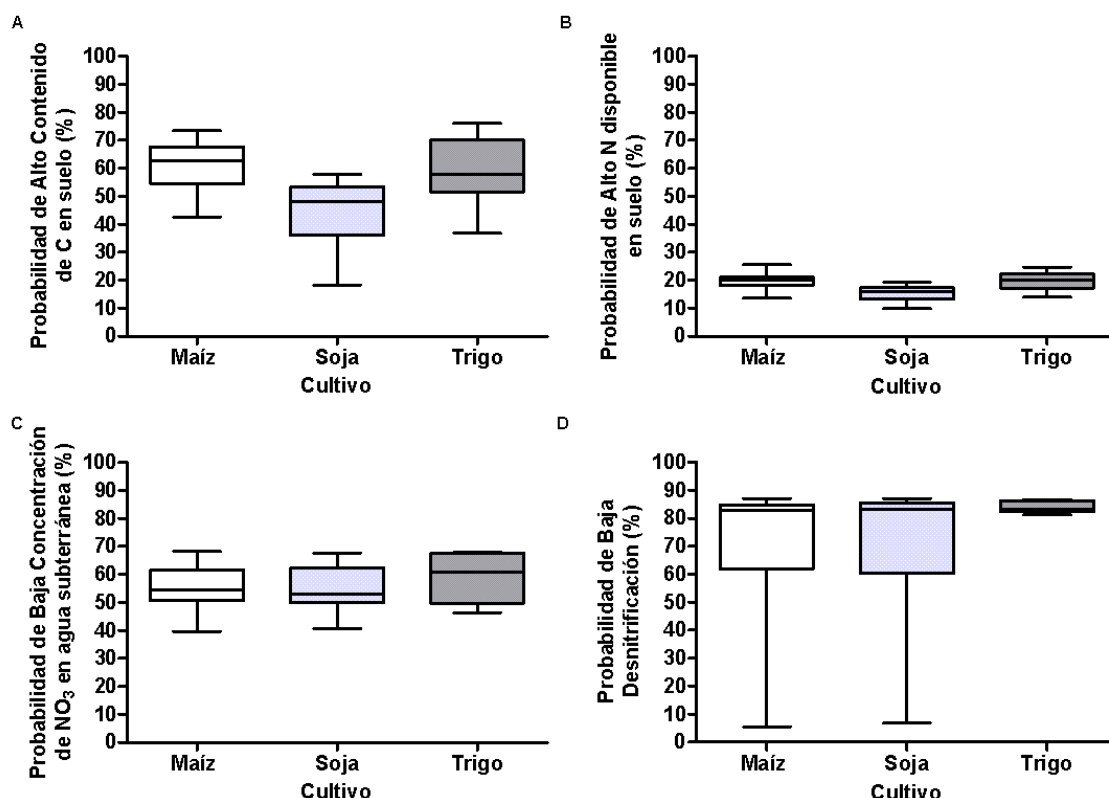 A
Probabilidad de Alto Contenido
de C en suelo (%)
100
90
80
70
60
50
40
30
20
10
0
Maíz Soja Trigo
Cultivo
B
Probabilidad de Alto N disponible
en suelo (%)
100
90
80
70
60
50
40
30
20
10
0
Maíz Soja Trigo
Cultivo
C
Probabilidad de Baja Concentración
de NO₃ en agua subterránea (%)
100
90
80
70
60
50
40
30
20
10
0
Maíz Soja Trigo
Cultivo
D
Probabilidad de Baja
Desnitrificación (%)
100
90
80
70
60
50
40
30
20
10
0
Maíz Soja Trigo
Cultivo